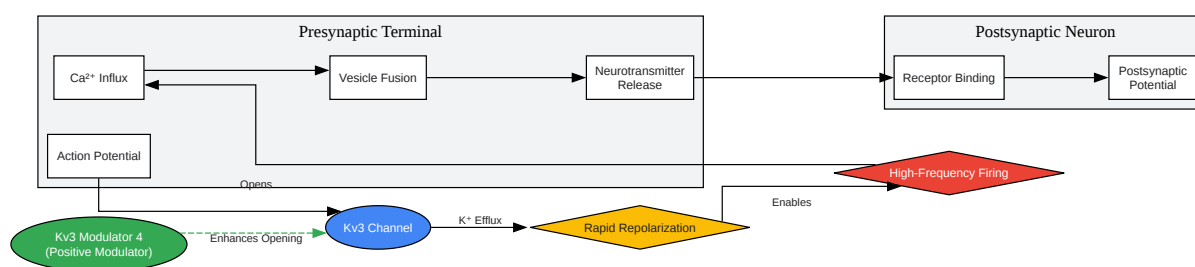 Presynaptic Terminal
Postsynaptic Neuron
Ca²⁺ Influx
Vesicle Fusion
Neurotransmitter
Release
Receptor Binding
Postsynaptic
Potential
Action Potential
Opens
High-Frequency Firing
Enables
Kv3 Modulator 4
(Positive Modulator)
Enhances Opening
Kv3 Channel
K⁺ Efflux
Rapid Repolarization